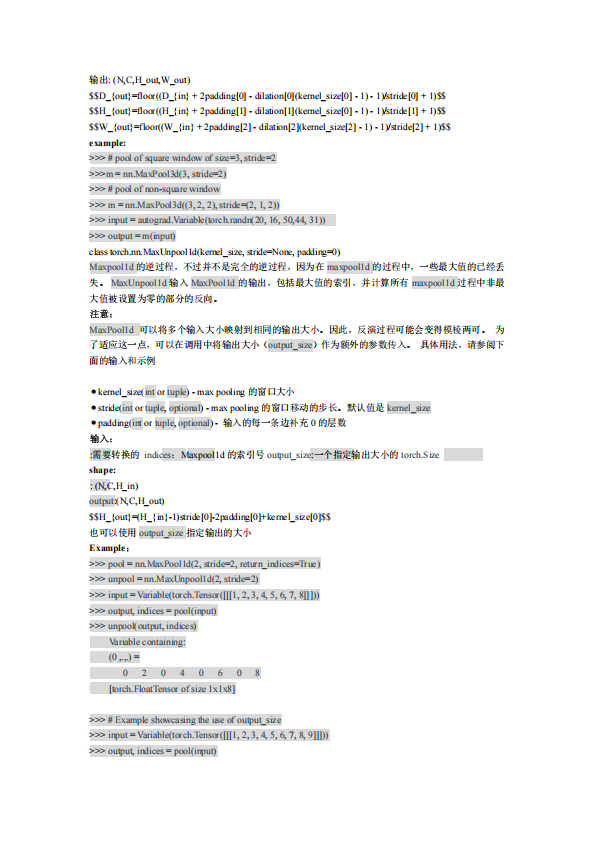 输出: (N,C,H_out,W_out)
$$D_{out}=floor((D_{in} + 2padding[0] - dilation[0](kernel_size[0] - 1) - 1)/stride[0] + 1)$$
$$H_{out}=floor((H_{in} + 2padding[1] - dilation[1](kernel_size[0] - 1) - 1)/stride[1] + 1)$$
$$W_{out}=floor((W_{in} + 2padding[2] - dilation[2](kernel_size[2] - 1) - 1)/stride[2] + 1)$$
example:
>>> # pool of square window of size=3, stride=2
>>>m = nn.MaxPool3d(3, stride=2)
>>> # pool of non-square window
>>> m = nn.MaxPool3d((3, 2, 2), stride=(2, 1, 2))
>>> input = autograd.Variable(torch.randn(20, 16, 50,44, 31))
>>> output = m(input)
class torch.nn.MaxUnpool1d(kernel_size, stride=None, padding=0)
Maxpool1d 的逆过程，不过并不是完全的逆过程，因为在 maxpool1d 的过程中，一些最大值的已经丢
失。 MaxUnpool1d 输入 MaxPool1d 的输出，包括最大值的索引，并计算所有 maxpool1d 过程中非最
大值被设置为零的部分的反向。
注意：
MaxPool1d 可以将多个输入大小映射到相同的输出大小。因此，反演过程可能会变得模棱两可。 为
了适应这一点，可以在调用中将输出大小（output_size）作为额外的参数传入。 具体用法，请参阅下
面的输入和示例
●kernel_size(int or tuple) - max pooling 的窗口大小
●stride(int or tuple, optional) - max pooling 的窗口移动的步长。默认值是 kernel_size
●padding(int or tuple, optional) - 输入的每一条边补充 0 的层数
输入：
:需要转换的 indices：Maxpool1d 的索引号 output_size:一个指定输出大小的 torch.Size
shape:
: (N,C,H_in)
output:(N,C,H_out)
$$H_{out}=(H_{in}-1)stride[0]-2padding[0]+kernel_size[0]$$
也可以使用 output_size 指定输出的大小
Example：
>>> pool = nn.MaxPool1d(2, stride=2, return_indices=True)
>>> unpool = nn.MaxUnpool1d(2, stride=2)
>>> input = Variable(torch.Tensor([[[1, 2, 3, 4, 5, 6, 7, 8]]]))
>>> output, indices = pool(input)
>>> unpool(output, indices)
Variable containing:
(0 ,.,.) =
0 2 0 4 0 6 0 8
[torch.FloatTensor of size 1x1x8]
>>> # Example showcasing the use of output_size
>>> input = Variable(torch.Tensor([[[1, 2, 3, 4, 5, 6, 7, 8, 9]]]))
>>> output, indices = pool(input)